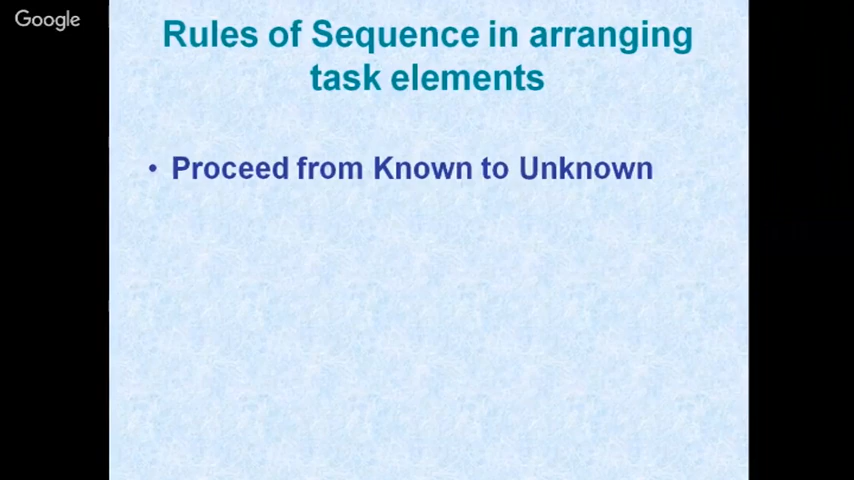 Google
Rules of Sequence in arranging
task elements
• Proceed from Known to Unknown